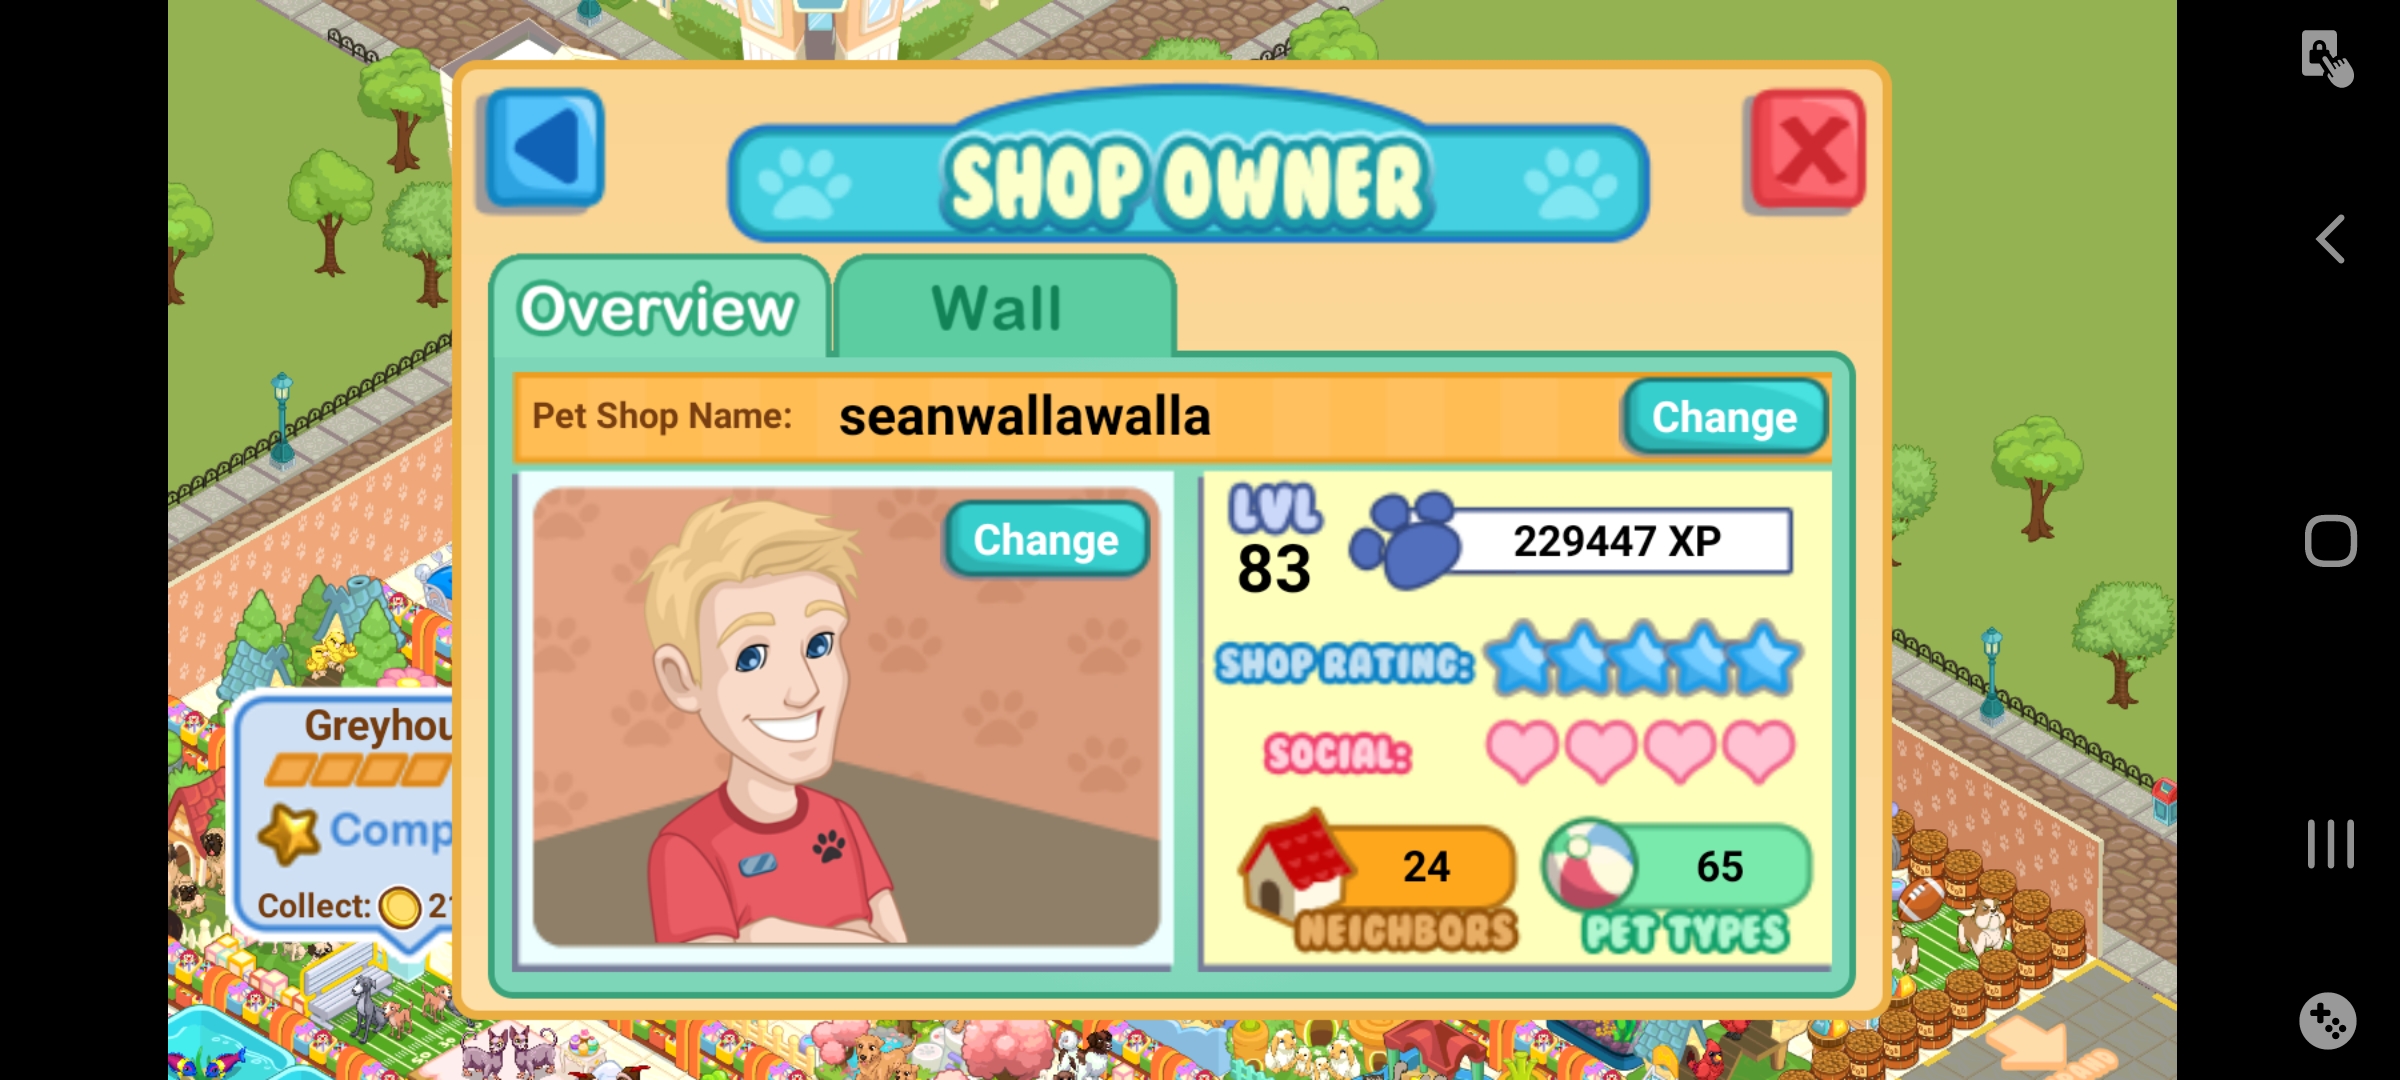 SHOP OWNER
Overview
Wall
Pet Shop Name: seanwallawalla
Change
Change
LVL
83
229447 XP
SHOP RATING:
SOCIAL:
24
NEIGHBORS
65
PET TYPES
Greyhou
Comp
Collect: 2